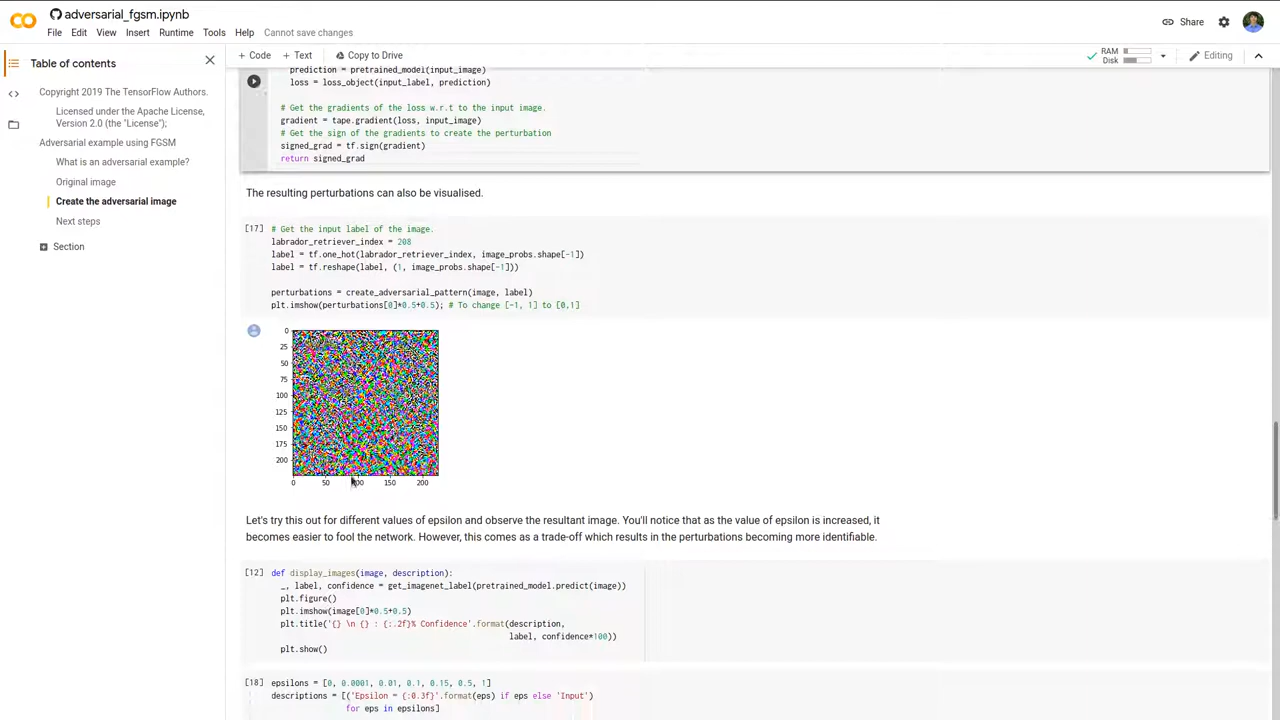 adversarial_fgsm.ipynb
File Edit View Insert Runtime Tools Help Cannot save changes
Share
+ Code + Text Copy to Drive
RAM
Disk
Editing
Table of contents
Copyright 2019 The TensorFlow Authors.
Licensed under the Apache License,
Version 2.0 (the "License");
Adversarial example using FGSM
What is an adversarial example?
Original image
Create the adversarial image
Next steps
Section
prediction = pretrained_model(input_image)
loss = loss_object(input_label, prediction)
# Get the gradients of the loss w.r.t to the input image.
gradient = tape.gradient(loss, input_image)
# Get the sign of the gradients to create the perturbation
signed_grad = tf.sign(gradient)
return signed_grad
The resulting perturbations can also be visualised.
[17] # Get the input label of the image.
labrador_retriever_index = 208
label = tf.one_hot(labrador_retriever_index, image_probs.shape[-1])
label = tf.reshape(label, (1, image_probs.shape[-1]))
perturbations = create_adversarial_pattern(image, label)
plt.imshow(perturbations[0]*0.5+0.5); # To change [-1, 1] to [0,1]
0
25
50
75
100
125
150
175
200
0 50 100 150 200
Let's try this out for different values of epsilon and observe the resultant image. You'll notice that as the value of epsilon is increased, it
becomes easier to fool the network. However, this comes as a trade-off which results in the perturbations becoming more identifiable.
[12] def display_images(image, description):
_, label, confidence = get_imagenet_label(pretrained_model.predict(image))
plt.figure()
plt.imshow(image[0]*0.5+0.5)
plt.title('{} \n {} : {:.2f}% Confidence'.format(description,
label, confidence*100))
plt.show()
[18] epsilons = [0, 0.0001, 0.01, 0.1, 0.15, 0.5, 1]
descriptions = [('Epsilon = {:0.3f}'.format(eps) if eps else 'Input')
for eps in epsilons]